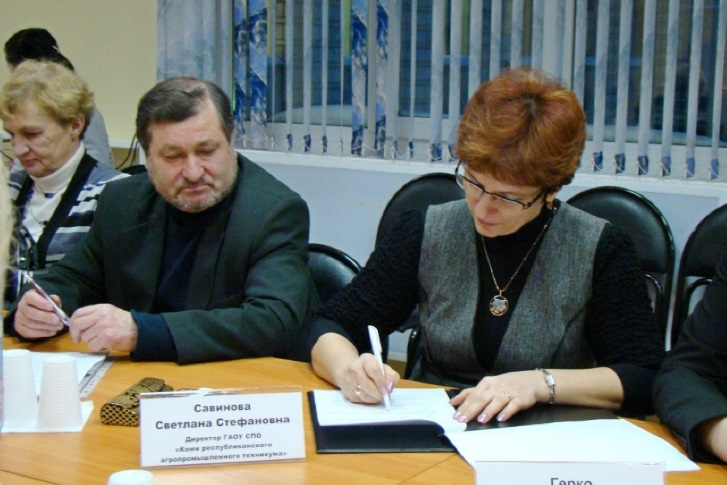 Савинова
Светлана Стефановна
Директор ГАОУ СПО
«Коми республиканского
агропромышленного техникума»
Герко